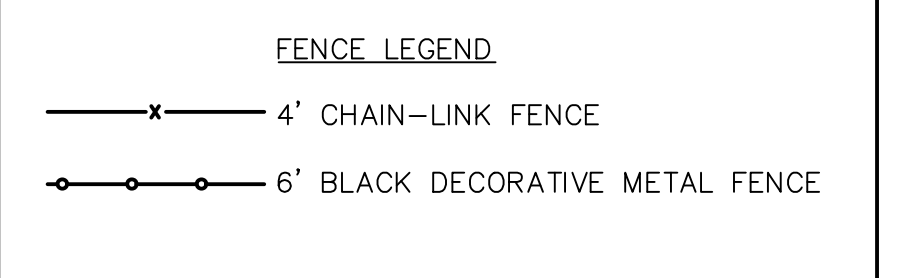 FENCE LEGEND
4' CHAIN-LINK FENCE
6' BLACK DECORATIVE METAL FENCE